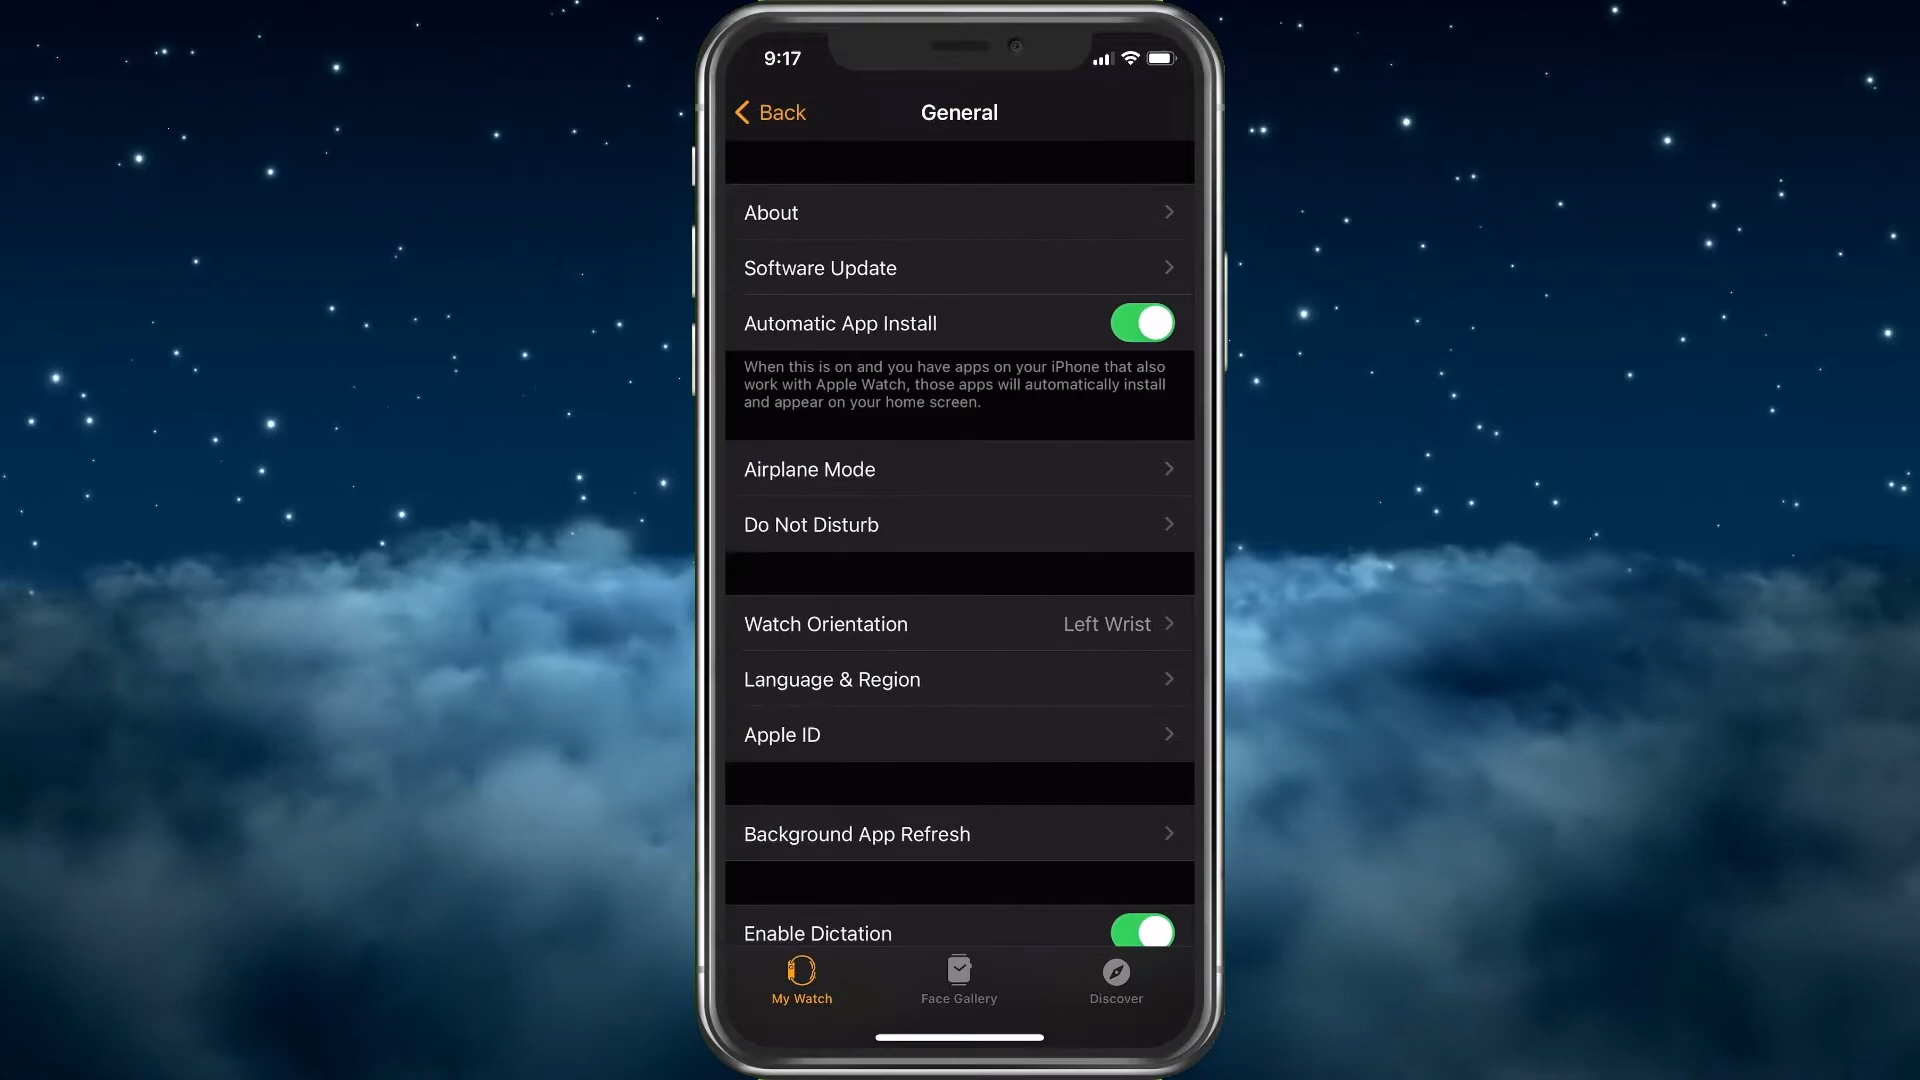 9:17
Back
General
About
Software Update
Automatic App Install
When this is on and you have apps on your iPhone that also
work with Apple Watch, those apps will automatically install
and appear on your home screen.
Airplane Mode
Do Not Disturb
Watch Orientation Left Wrist
Language & Region
Apple ID
Background App Refresh
Enable Dictation
My Watch
Face Gallery
Discover